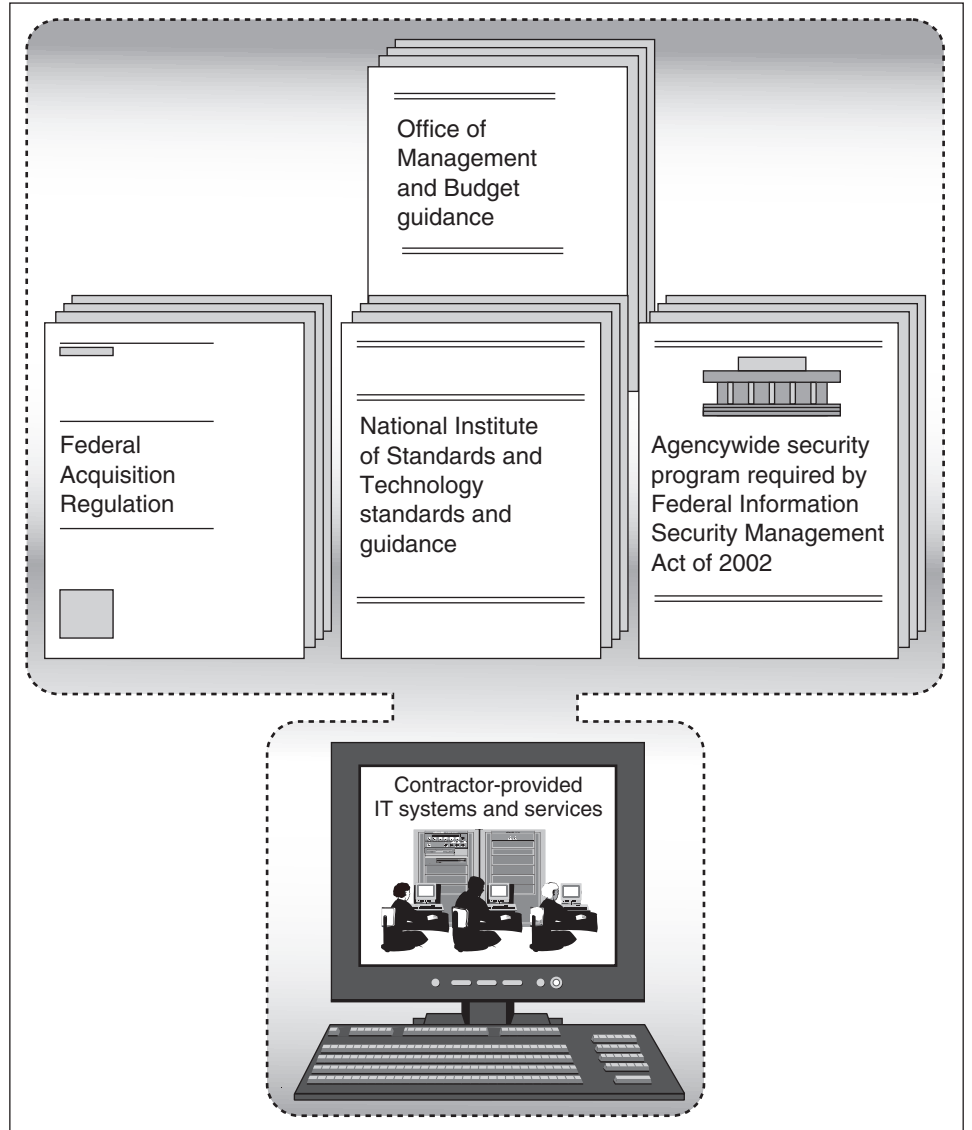 Office of
Management
and Budget
guidance
Federal
Acquisition
Regulation
National Institute
of Standards and
Technology
standards and
guidance
Agencywide security
program required by
Federal Information
Security Management
Act of 2002
Contractor-provided
IT systems and services